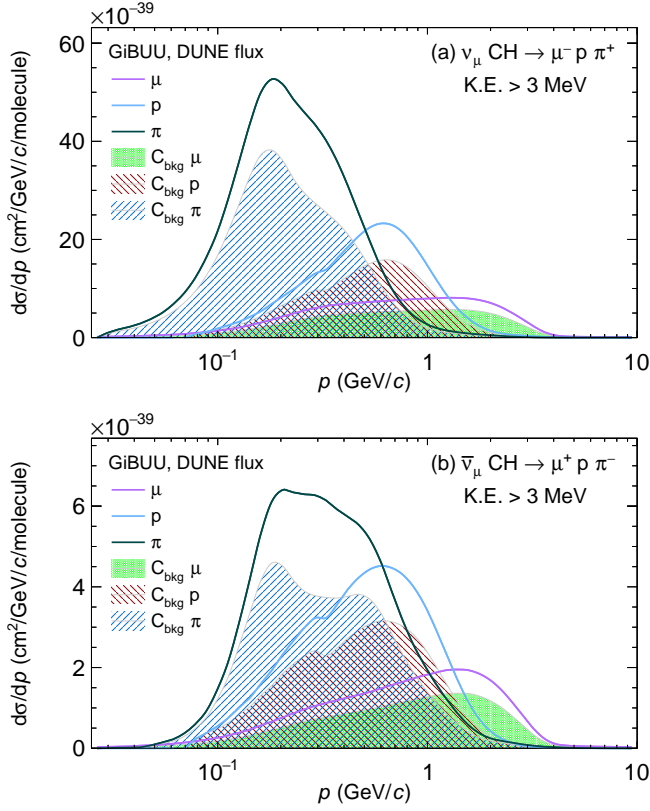 ×10⁻³⁹
GiBUU, DUNE flux
(a) ν_μ CH → μ⁻ p π⁺
K.E. > 3 MeV
μ
p
π
C_bkg μ
C_bkg p
C_bkg π
dσ/dp (cm²/GeV/c/molecule)
60
40
20
0
10⁻¹ 1 10
p (GeV/c)
×10⁻³⁹
GiBUU, DUNE flux
(b) ν̅_μ CH → μ⁺ p π⁻
K.E. > 3 MeV
μ
p
π
C_bkg μ
C_bkg p
C_bkg π
dσ/dp (cm²/GeV/c/molecule)
6
4
2
0
10⁻¹ 1 10
p (GeV/c)